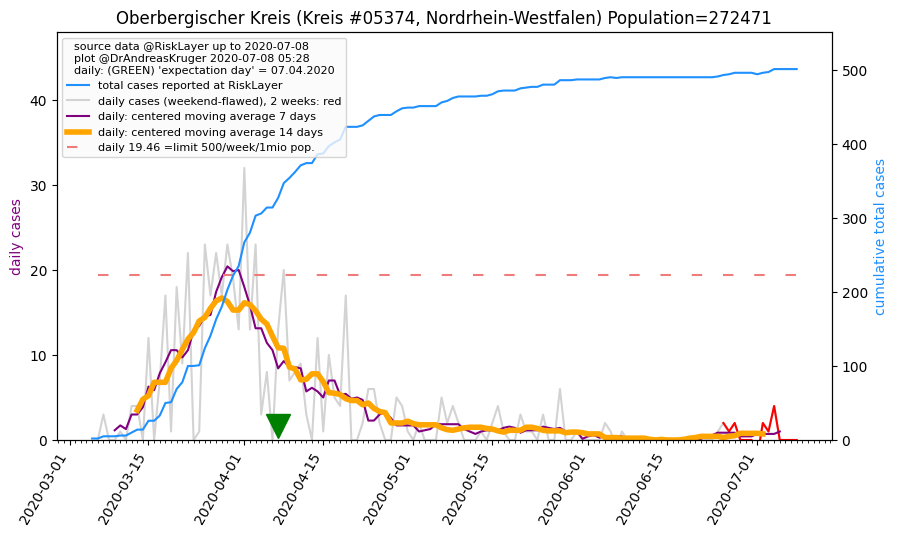 Oberbergischer Kreis (Kreis #05374, Nordrhein-Westfalen) Population=272471
source data @RiskLayer up to 2020-07-08
plot @DrAndreasKruger 2020-07-08 05:28
daily: (GREEN) 'expectation day' = 07.04.2020
total cases reported at RiskLayer
daily cases (weekend-flawed), 2 weeks: red
daily: centered moving average 7 days
daily: centered moving average 14 days
daily 19.46 =limit 500/week/1mio pop.
daily cases
40
30
20
10
0
cumulative total cases
500
400
300
200
100
0
2020-03-01
2020-03-15
2020-04-01
2020-04-15
2020-05-01
2020-05-15
2020-06-01
2020-06-15
2020-07-01